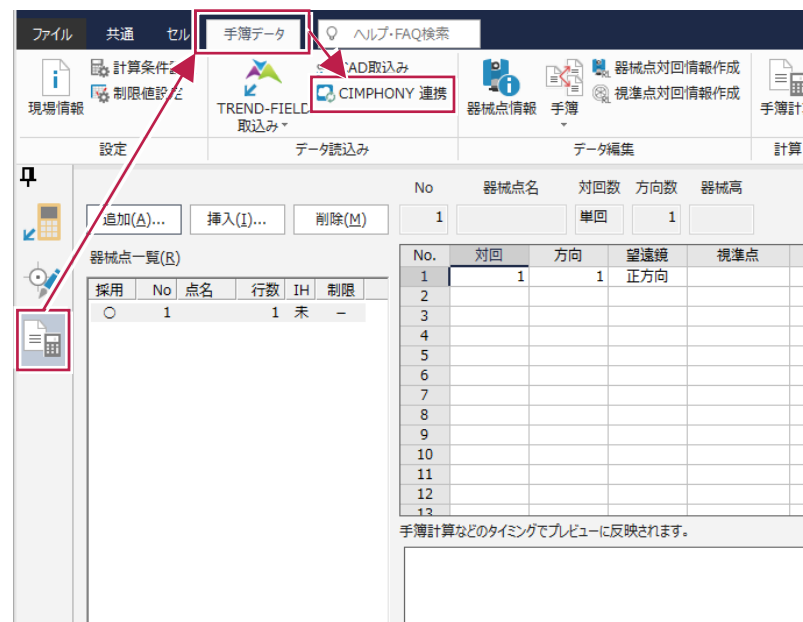 ファイル 共通 セル 手簿データ ヘルプ・FAQ検索
現場情報 計算条件
制限値設定
設定
TREND-FIELD
取込み
CAD取込み
CIMPHONY 連携
データ読込み
器械点情報 手簿 器械点対回情報作成
視準点対回情報作成
データ編集
手簿計
計算
追加(A)... 挿入(I)... 削除(M)
No 器械点名 対回数 方向数 器械高
1 単回 1
器械点一覧(R)
採用 No 点名 行数 IH 制限
○ 1 1 未 −
No. 対回 方向 望遠鏡 視準点
1 1 1 正方向
2
3
4
5
6
7
8
9
10
11
12
13
手簿計算などのタイミングでプレビューに反映されます。